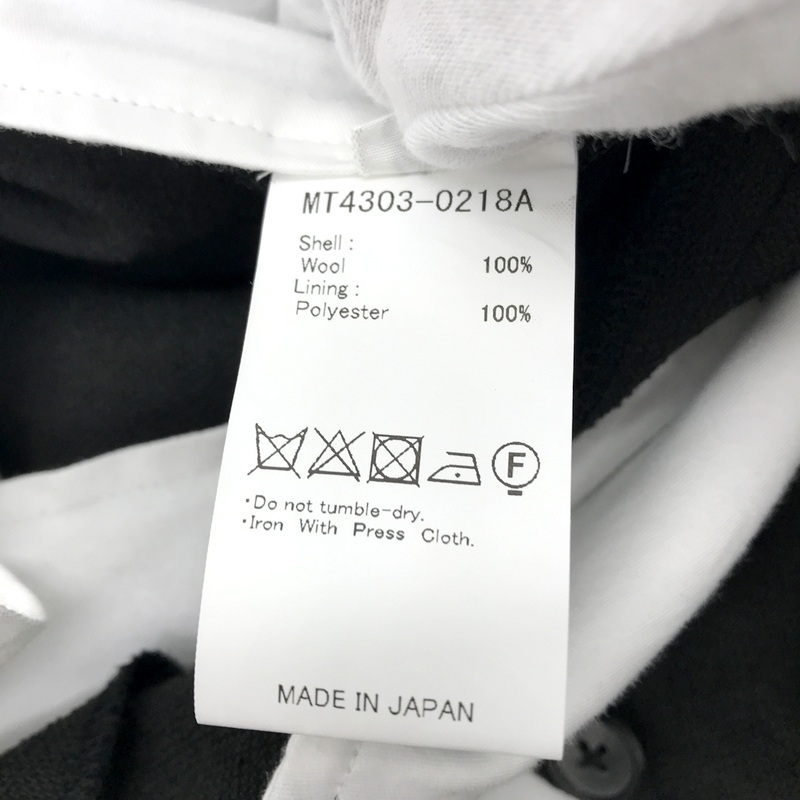 MT4303-0218A
Shell :
Wool 100%
Lining :
Polyester 100%
F
·Do not tumble-dry.
·Iron With Press Cloth.
MADE IN JAPAN